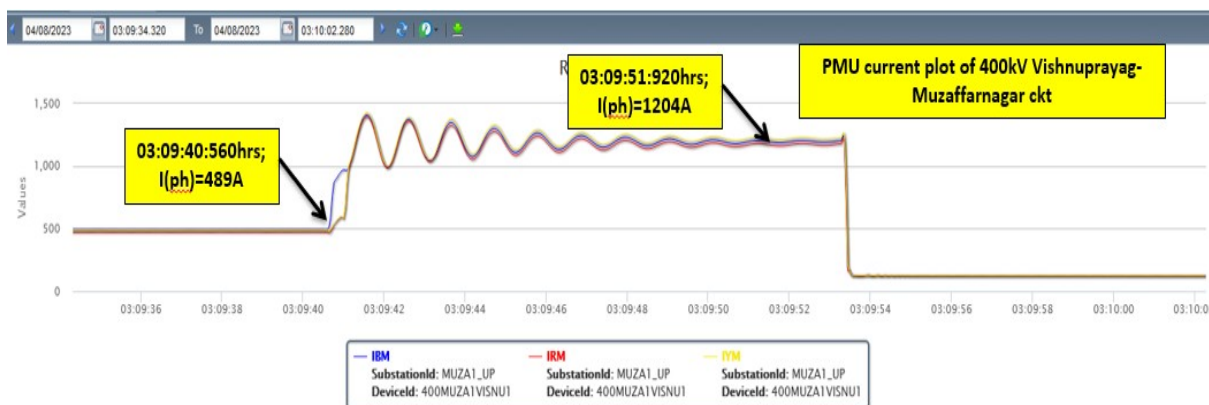 04/08/2023 03:09:34.320 To 04/08/2023 03:10:02.280
PMU current plot of 400kV Vishnuprayag-
Muzaffarnagar ckt
03:09:51:920hrs;
I(ph)=1204A
03:09:40:560hrs;
I(ph)=489A
Values
1,500
1,000
500
0
03:09:36 03:09:38 03:09:40 03:09:42 03:09:44 03:09:46 03:09:48 03:09:50 03:09:52 03:09:54 03:09:56 03:09:58 03:10:00 03:10:0
IBM IRM IYM
SubstationId: MUZA1_UP SubstationId: MUZA1_UP SubstationId: MUZA1_UP
DeviceId: 400MUZA1VISNU1 DeviceId: 400MUZA1VISNU1 DeviceId: 400MUZA1VISNU1